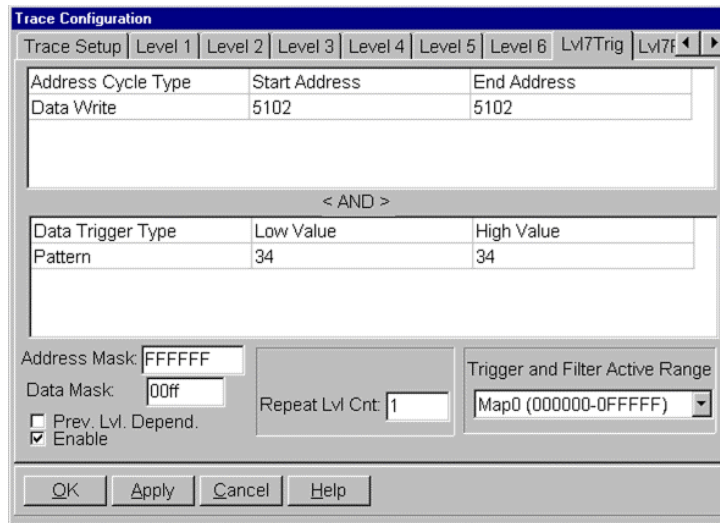 Trace Configuration
Trace Setup Level 1 Level 2 Level 3 Level 4 Level 5 Level 6 Lvl7Trig Lvl7F
Address Cycle Type Start Address End Address
Data Write 5102 5102
< AND >
Data Trigger Type Low Value High Value
Pattern 34 34
Address Mask: FFFFFF
Data Mask: 00ff
Prev. Lvl. Depend.
Enable
Repeat Lvl Cnt: 1
Trigger and Filter Active Range
Map0 (000000-0FFFFF)
OK Apply Cancel Help